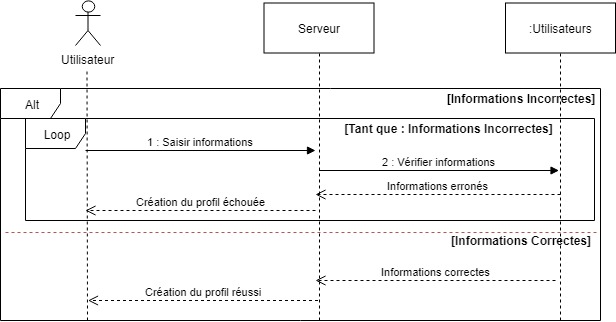 Utilisateur
Serveur
:Utilisateurs
Alt
[Informations Incorrectes]
Loop
[Tant que : Informations Incorrectes]
1 : Saisir informations
2 : Vérifier informations
Informations erronés
Création du profil échouée
[Informations Correctes]
Informations correctes
Création du profil réussi